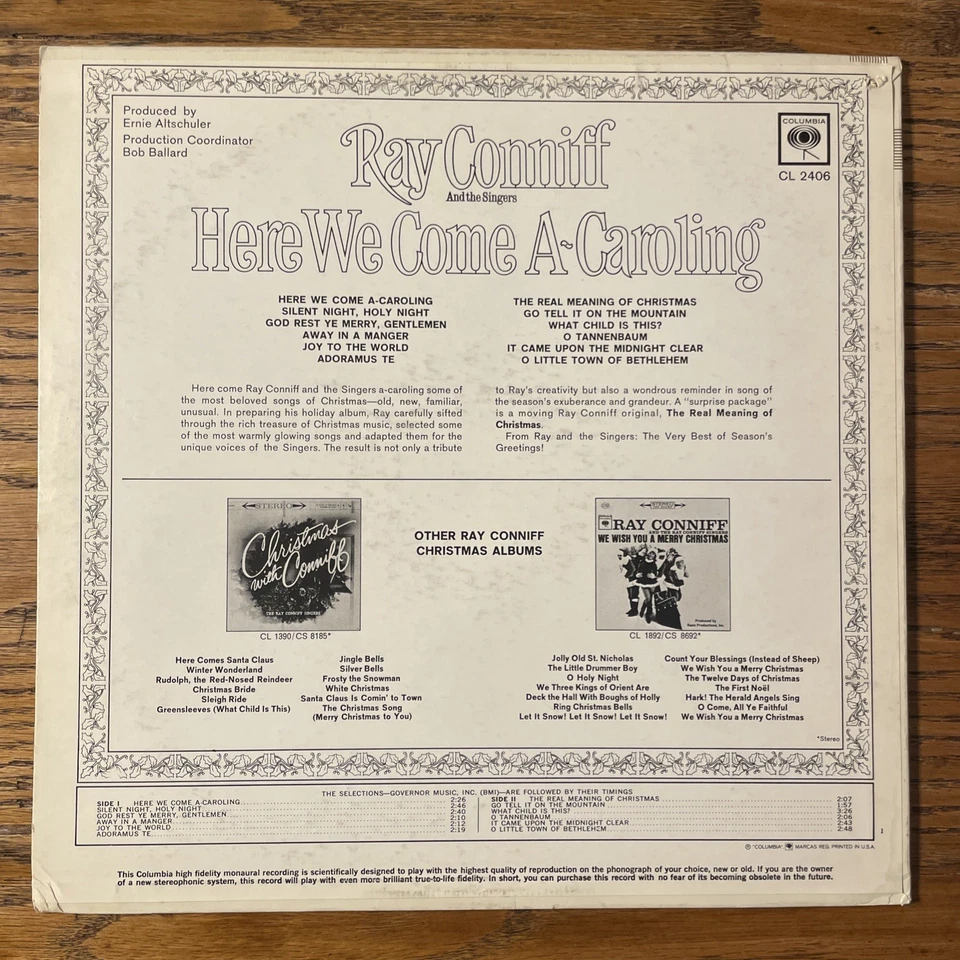 Produced by
Ernie Altschuler
Production Coordinator
Bob Ballard
COLUMBIA
CL 2406
Ray Conniff
And the Singers
Here We Come A-Caroling
HERE WE COME A-CAROLING
SILENT NIGHT, HOLY NIGHT
GOD REST YE MERRY, GENTLEMEN
AWAY IN A MANGER
JOY TO THE WORLD
ADORAMUS TE
THE REAL MEANING OF CHRISTMAS
GO TELL IT ON THE MOUNTAIN
WHAT CHILD IS THIS?
O TANNENBAUM
IT CAME UPON THE MIDNIGHT CLEAR
O LITTLE TOWN OF BETHLEHEM
Here come Ray Conniff and the Singers a-caroling some of
the most beloved songs of Christmas—old, new, familiar,
unusual. In preparing his holiday album, Ray carefully sifted
through the rich treasure of Christmas music, selected some
of the most warmly glowing songs and adapted them for the
unique voices of the Singers. The result is not only a tribute
to Ray's creativity but also a wondrous reminder in song of
the season's exuberance and grandeur. A “surprise package”
is a moving Ray Conniff original, The Real Meaning of
Christmas.
From Ray and the Singers: The Very Best of Season's
Greetings!
STEREO
Christmas
with Conniff
THE RAY CONNIFF SINGERS
CL 1390/CS 8185*
OTHER RAY CONNIFF
CHRISTMAS ALBUMS
STEREO
RAY CONNIFF
AND THE RAY CONNIFF SINGERS
WE WISH YOU A MERRY CHRISTMAS
Produced by
CL 1892/CS 8692*
Here Comes Santa Claus
Winter Wonderland
Rudolph, the Red-Nosed Reindeer
Christmas Bride
Sleigh Ride
Greensleeves (What Child Is This)
Jingle Bells
Silver Bells
Frosty the Snowman
White Christmas
Santa Claus Is Comin' to Town
The Christmas Song
(Merry Christmas to You)
Jolly Old St. Nicholas
The Little Drummer Boy
O Holy Night
We Three Kings of Orient Are
Deck the Hall With Boughs of Holly
Ring Christmas Bells
Let It Snow! Let It Snow! Let It Snow!
Count Your Blessings (Instead of Sheep)
We Wish You a Merry Christmas
The Twelve Days of Christmas
The First Noël
Hark! The Herald Angels Sing
O Come, All Ye Faithful
We Wish You a Merry Christmas
*Stereo
THE SELECTIONS—GOVERNOR MUSIC, INC. (BMI)—ARE FOLLOWED BY THEIR TIMINGS
SIDE I HERE WE COME A-CAROLING 2:26
SILENT NIGHT, HOLY NIGHT 2:46
GOD REST YE MERRY, GENTLEMEN 2:40
AWAY IN A MANGER 2:10
JOY TO THE WORLD 2:12
ADORAMUS TE 2:19
SIDE II THE REAL MEANING OF CHRISTMAS 2:07
GO TELL IT ON THE MOUNTAIN 1:57
WHAT CHILD IS THIS? 3:26
O TANNENBAUM 2:06
IT CAME UPON THE MIDNIGHT CLEAR 2:43
O LITTLE TOWN OF BETHLEHEM 2:48
1
® "COLUMBIA", MARCAS REG. PRINTED IN U.S.A.
This Columbia high fidelity monaural recording is scientifically designed to play with the highest quality of reproduction on the phonograph of your choice, new or old. If you are the owner
of a new stereophonic system, this record will play with even more brilliant true-to-life fidelity. In short, you can purchase this record with no fear of its becoming obsolete in the future.